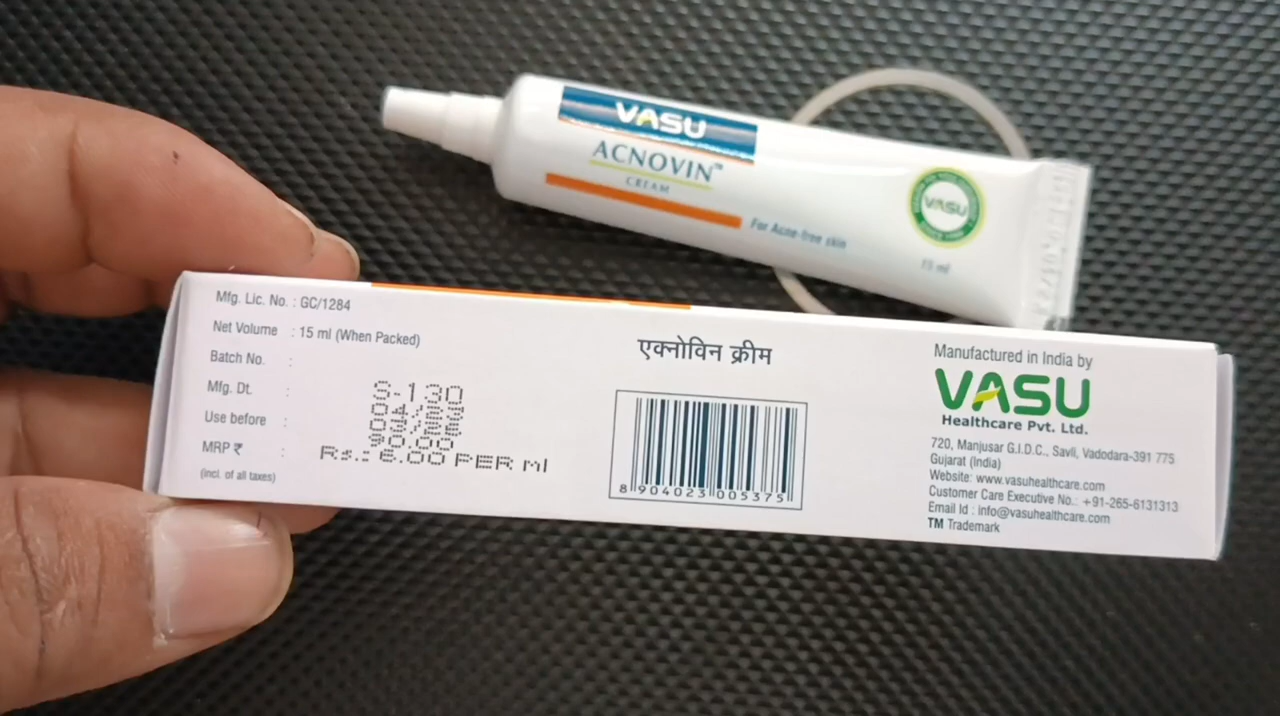 VASU
ACNOVIN™
CREAM
For Acne-free skin
VASU
15 ml
Mfg. Lic. No. : GC/1284
Net Volume : 15 ml (When Packed)
Batch No. : S-130
Mfg. Dt. : 04/23
Use before :
MRP ₹ : 90.00
Rs.: 6.00 PER ml
(incl. of all taxes)
एक्नोविन क्रीम
8 904023 005375
Manufactured in India by
VASU
Healthcare Pvt. Ltd.
720, Manjusar G.I.D.C., Savli, Vadodara-391 775
Gujarat (India)
Website: www.vasuhealthcare.com
Customer Care Executive No.: +91-265-6131313
Email Id : info@vasuhealthcare.com
TM Trademark